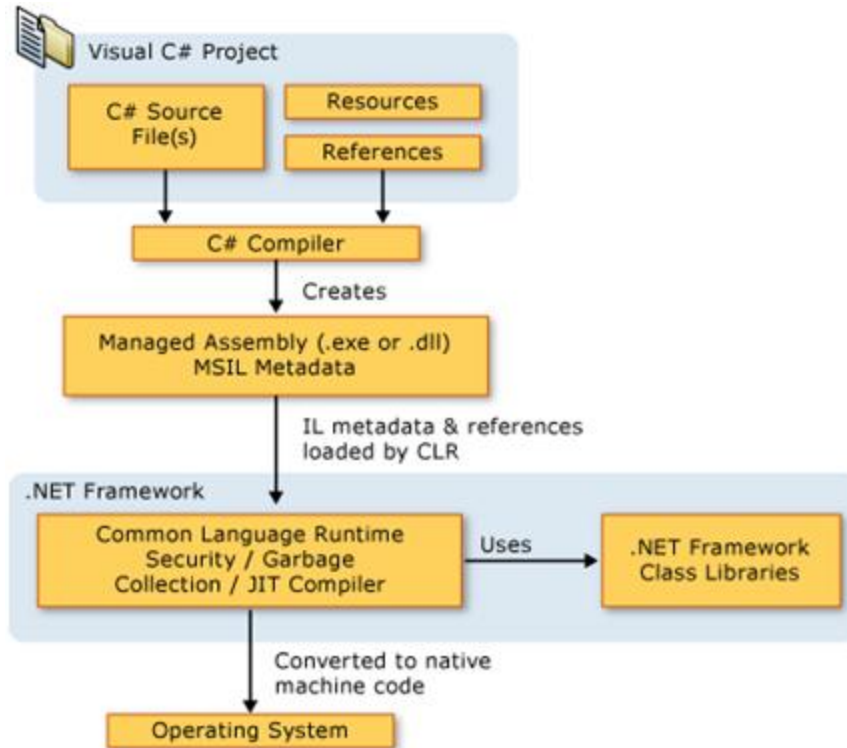 Visual C# Project
C# Source
File(s)
Resources
References
C# Compiler
Creates
Managed Assembly (.exe or .dll)
MSIL Metadata
IL metadata & references
loaded by CLR
.NET Framework
Common Language Runtime
Security / Garbage
Collection / JIT Compiler
Uses
.NET Framework
Class Libraries
Converted to native
machine code
Operating System